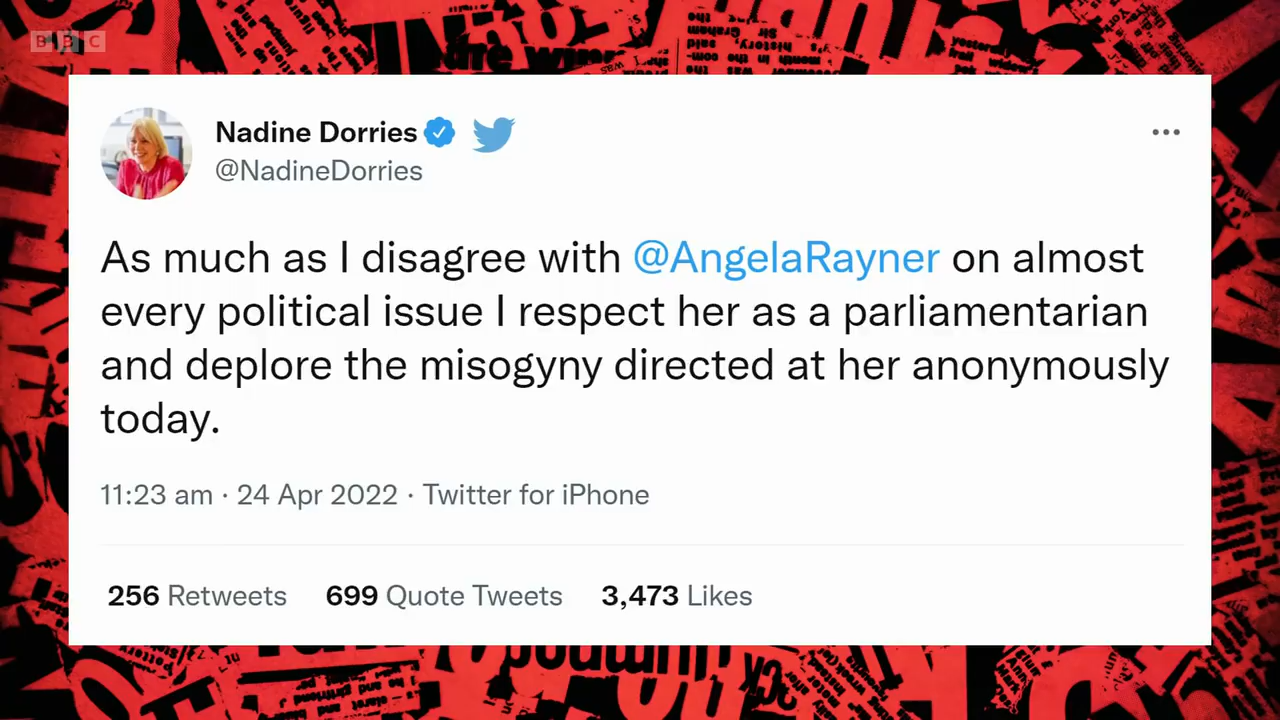 BBC
Nadine Dorries
@NadineDorries
As much as I disagree with @AngelaRayner on almost
every political issue I respect her as a parliamentarian
and deplore the misogyny directed at her anonymously
today.
11:23 am · 24 Apr 2022 · Twitter for iPhone
256 Retweets 699 Quote Tweets 3,473 Likes